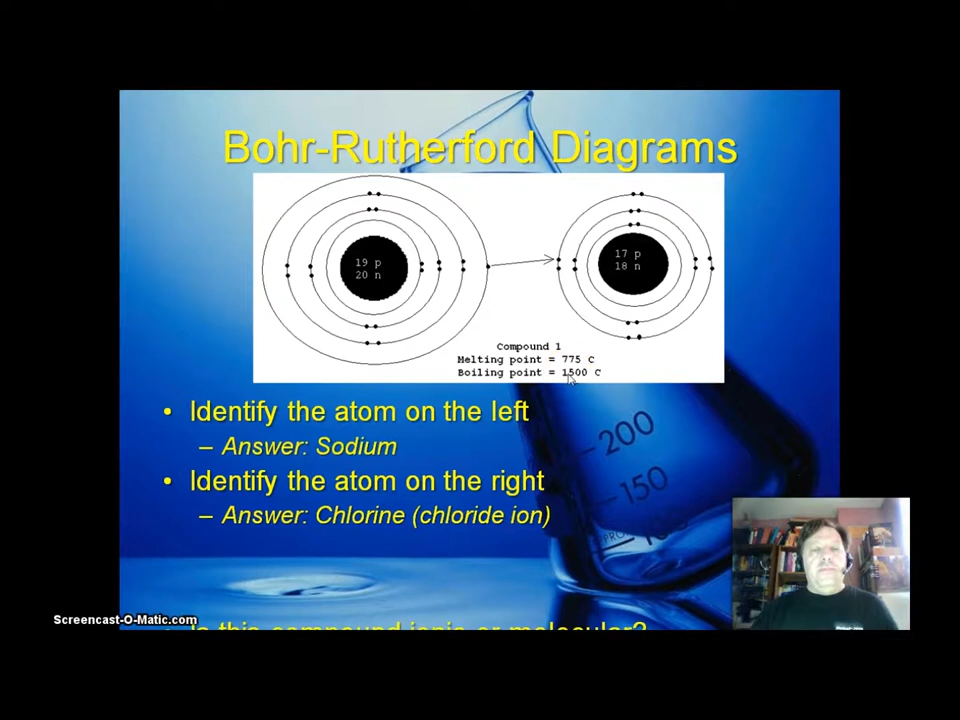 Bohr-Rutherford Diagrams
19 p
20 n
17 p
18 n
Compound 1
Melting point = 775 C
Boiling point = 1500 C
• Identify the atom on the left
– Answer: Sodium
• Identify the atom on the right
– Answer: Chlorine (chloride ion)
200
150
Screencast-O-Matic.com
• Is this compound ionic or molecular?